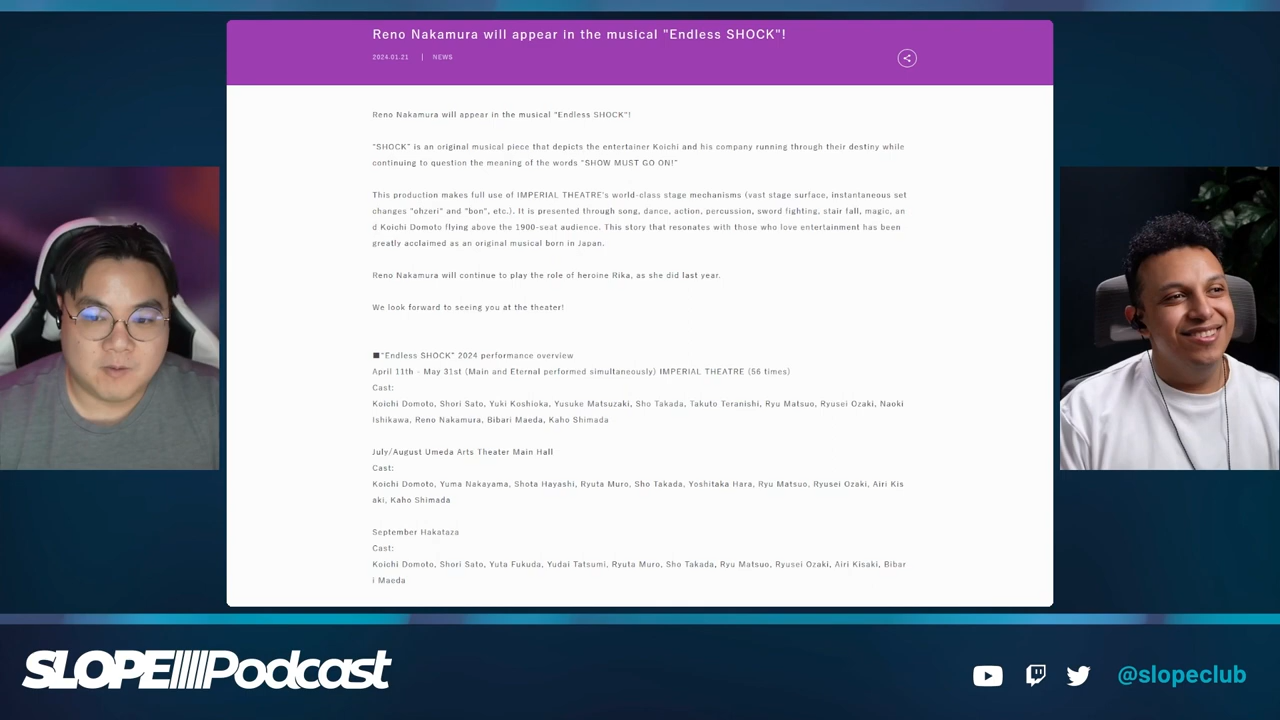 Reno Nakamura will appear in the musical "Endless SHOCK"!
2024.01.21 | NEWS
Reno Nakamura will appear in the musical "Endless SHOCK"!
"SHOCK" is an original musical piece that depicts the entertainer Koichi and his company running through their destiny while
continuing to question the meaning of the words "SHOW MUST GO ON!"
This production makes full use of IMPERIAL THEATRE's world-class stage mechanisms (vast stage surface, instantaneous set
changes "ohzeri" and "bon", etc.). It is presented through song, dance, action, percussion, sword fighting, stair fall, magic, an
d Koichi Domoto flying above the 1900-seat audience. This story that resonates with those who love entertainment has been
greatly acclaimed as an original musical born in Japan.
Reno Nakamura will continue to play the role of heroine Rika, as she did last year.
We look forward to seeing you at the theater!
■"Endless SHOCK" 2024 performance overview
April 11th - May 31st (Main and Eternal performed simultaneously) IMPERIAL THEATRE (56 times)
Cast:
Koichi Domoto, Shori Sato, Yuki Koshioka, Yusuke Matsuzaki, Sho Takada, Takuto Teranishi, Ryu Matsuo, Ryusei Ozaki, Naoki
Ishikawa, Reno Nakamura, Bibari Maeda, Kaho Shimada
July/August Umeda Arts Theater Main Hall
Cast:
Koichi Domoto, Yuma Nakayama, Shota Hayashi, Ryuta Muro, Sho Takada, Yoshitaka Hara, Ryu Matsuo, Ryusei Ozaki, Airi Kis
aki, Kaho Shimada
September Hakataza
Cast:
Koichi Domoto, Shori Sato, Yuta Fukuda, Yudai Tatsumi, Ryuta Muro, Sho Takada, Ryu Matsuo, Ryusei Ozaki, Airi Kisaki, Bibar
i Maeda
SLOPE Podcast
@slopeclub